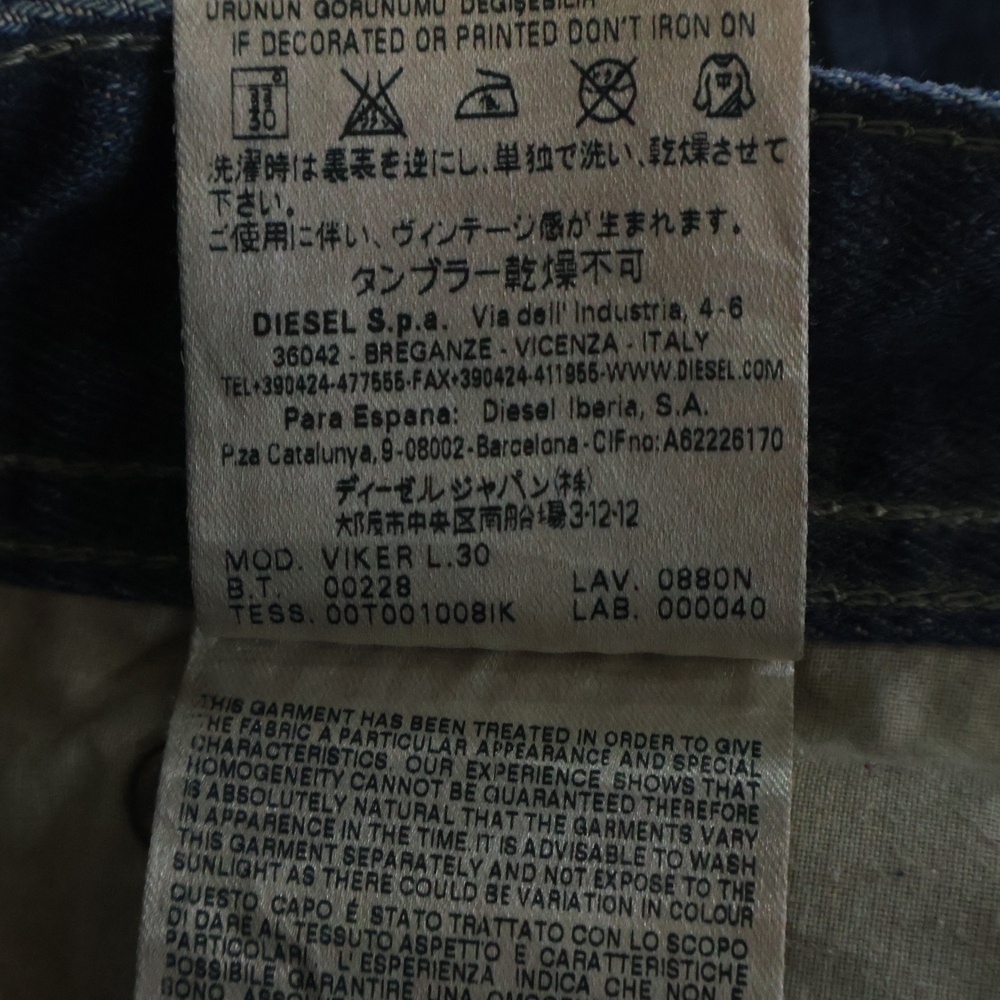 ÜRÜNÜN GÖRÜNÜMÜ DEĞİŞEBİLİR
IF DECORATED OR PRINTED DON'T IRON ON
30
洗濯時は裏表を逆にし、単独で洗い、乾燥させて
下さい。
ご使用に伴い、ヴィンテージ感が生まれます。
タンブラー乾燥不可
DIESEL S.p.a. Via dell' Industria, 4-6
36042 - BREGANZE - VICENZA - ITALY
TEL+390424-477555-FAX+390424-411955-WWW.DIESEL.COM
Para Espana: Diesel Iberia, S.A.
P.za Catalunya,9-08002-Barcelona-CIFno:A62226170
ディーゼルジャパン(株)
大阪市中央区南船場3-12-12
MOD. VIKER L.30
B.T. 00228 LAV. 0880N
TESS. 00T001008IK LAB. 000040
THIS GARMENT HAS BEEN TREATED IN ORDER TO GIVE
THE FABRIC A PARTICULAR APPEARANCE AND SPECIAL
CHARACTERISTICS. OUR EXPERIENCE SHOWS THAT
HOMOGENEITY CANNOT BE GUARANTEED THEREFORE
IS ABSOLUTELY NATURAL THAT THE GARMENTS VARY
IN APPARENCE IN THE TIME. IT IS ADVISABLE TO WASH
THIS GARMENT SEPARATELY AND NOT EXPOSE TO THE
SUNLIGHT AS THERE COULD BE VARIATION IN COLOUR
QUESTO CAPO É STATO TRATTATO CON LO SCOPO
DI DARE AL TESSUTO ASPETTO E CARATTERISTICHE
PARTICOLARI. L'ESPERIENZA INDICA CHE NON È
POSSIBILE GARANTIRE UNA